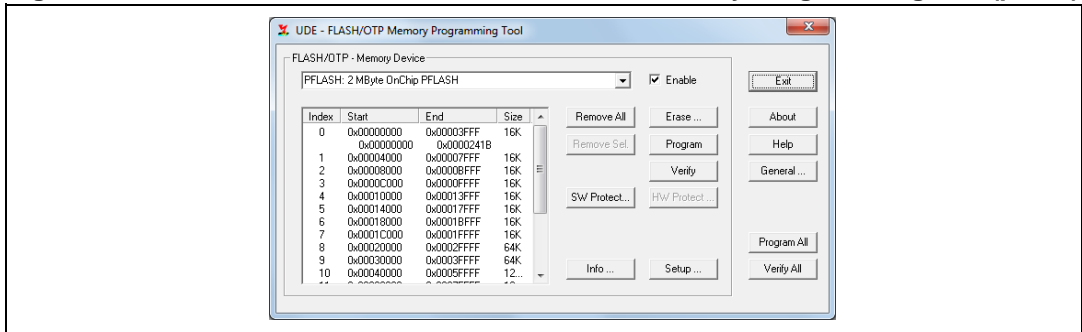 UDE - FLASH/OTP Memory Programming Tool
FLASH/OTP - Memory Device
PFLASH: 2 MByte OnChip PFLASH
Enable
Exit
Index Start End Size
0 0x00000000 0x00003FFF 16K
0x00000000 0x0000241B
1 0x00004000 0x00007FFF 16K
2 0x00008000 0x0000BFFF 16K
3 0x0000C000 0x0000FFFF 16K
4 0x00010000 0x00013FFF 16K
5 0x00014000 0x00017FFF 16K
6 0x00018000 0x0001BFFF 16K
7 0x0001C000 0x0001FFFF 16K
8 0x00020000 0x0002FFFF 64K
9 0x00030000 0x0003FFFF 64K
10 0x00040000 0x0005FFFF 12...
Remove All Erase ... About
Remove Sel. Program Help
Verify General ...
SW Protect... HW Protect ...
Program All
Info ... Setup ... Verify All